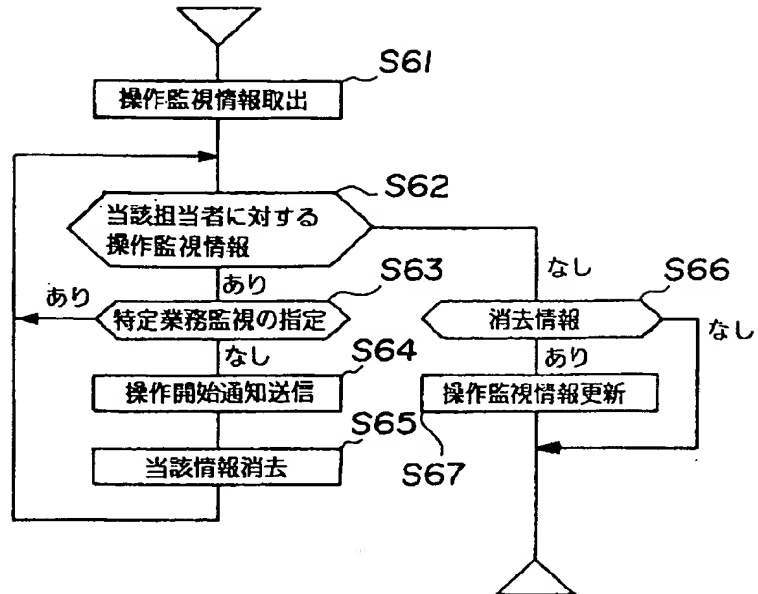 S61
操作監視情報取出
S62
当該担当者に対する
操作監視情報
なし
あり
S63
S66
あり
特定業務監視の指定
消去情報
なし
なし
S64
あり
操作開始通知送信
操作監視情報更新
S65
S67
当該情報消去